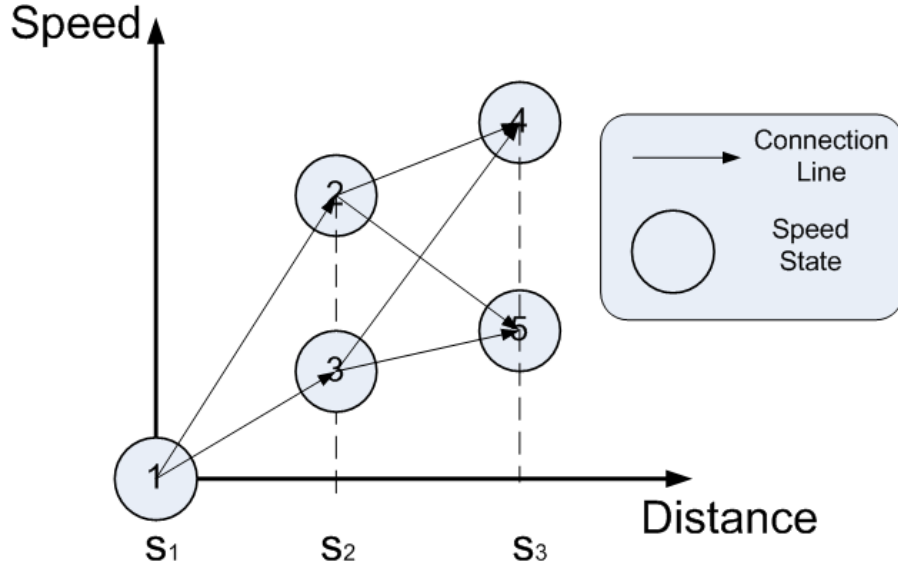 Speed
4
Connection
Line
2
Speed
State
5
3
1
Distance
S1
S2
S3